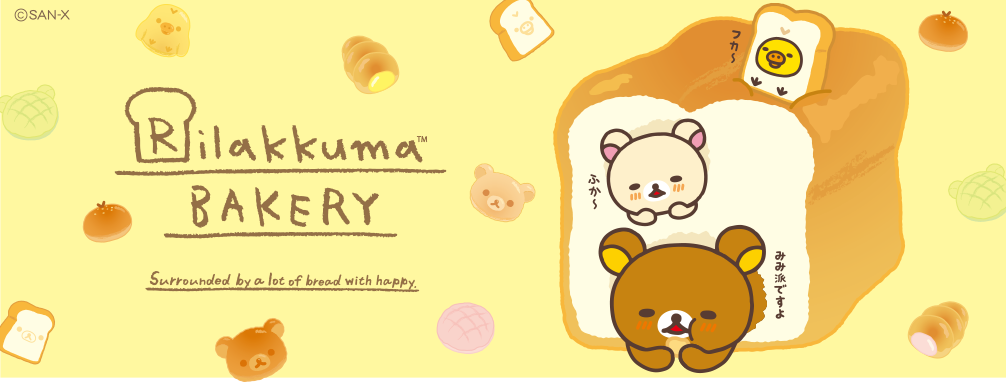 ©SAN-X
Rilakkuma™
BAKERY
Surrounded by a lot of bread with happy.
フカ〜
ふか〜
みみ派ですよ